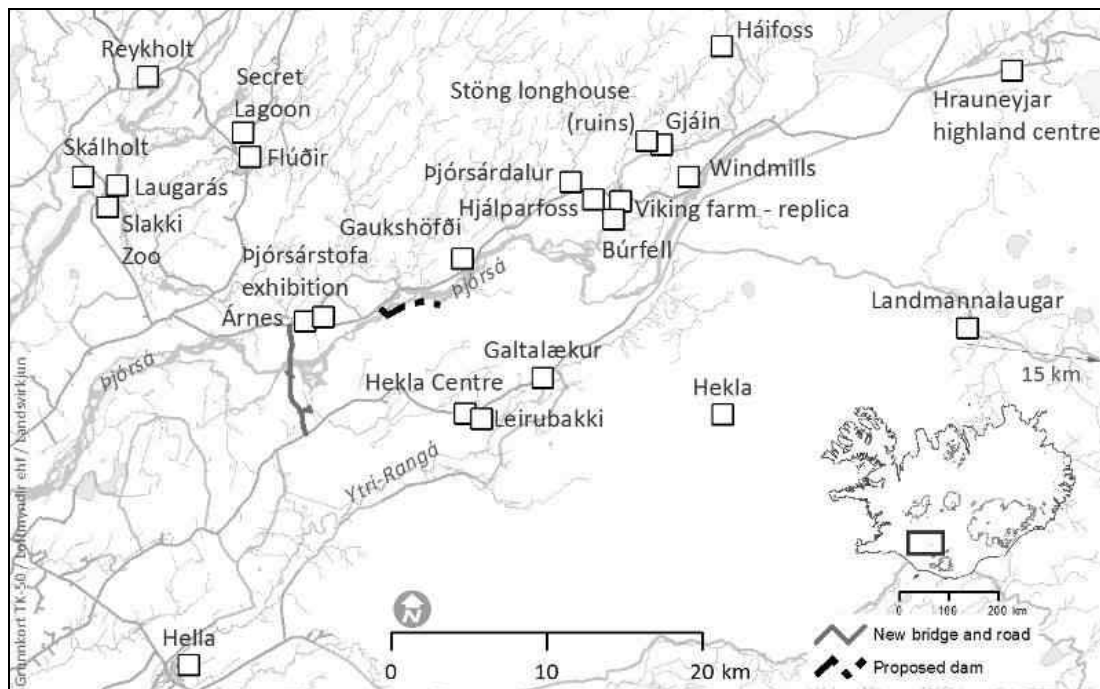 Reykholt
Háifoss
Secret
Lagoon
Stöng longhouse
(ruins)
Gjáin
Hrauneyjar
highland centre
Skálholt
Flúðir
Laugarás
Þjórsárdalur
Windmills
Slakki
Zoo
Hjálparfoss
Viking farm - replica
Gaukshöfði
Búrfell
Þjórsárstofa
exhibition
Þjórsá
Árnes
Landmannalaugar
Þjórsá
Galtalækur
15 km
Hekla Centre
Hekla
Leirubakki
Ytri-Rangá
Grunnkort TK-50 / Loftmyndir ehf / Landsvirkjun
N
0 100 200 km
Hella
0 10 20 km
New bridge and road
Proposed dam